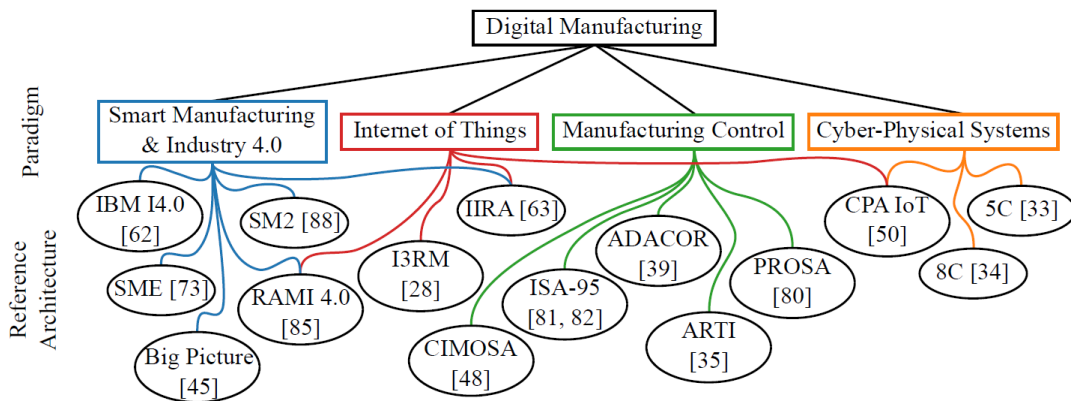 Digital Manufacturing
Paradigm
Smart Manufacturing
& Industry 4.0
Internet of Things
Manufacturing Control
Cyber-Physical Systems
Reference
Architecture
IBM I4.0
[62]
SM2 [88]
IIRA [63]
CPA IoT
[50]
5C [33]
SME [73]
RAMI 4.0
[85]
I3RM
[28]
ISA-95
[81, 82]
ADACOR
[39]
PROSA
[80]
8C [34]
Big Picture
[45]
CIMOSA
[48]
ARTI
[35]